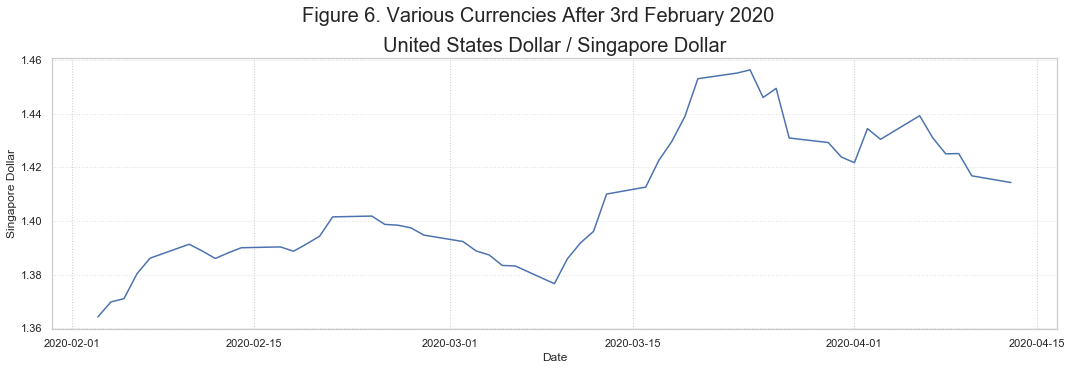 Figure 6. Various Currencies After 3rd February 2020
United States Dollar / Singapore Dollar
1.46
1.44
1.42
1.40
1.38
1.36
Singapore Dollar
2020-02-01 2020-02-15 2020-03-01 2020-03-15 2020-04-01 2020-04-15
Date